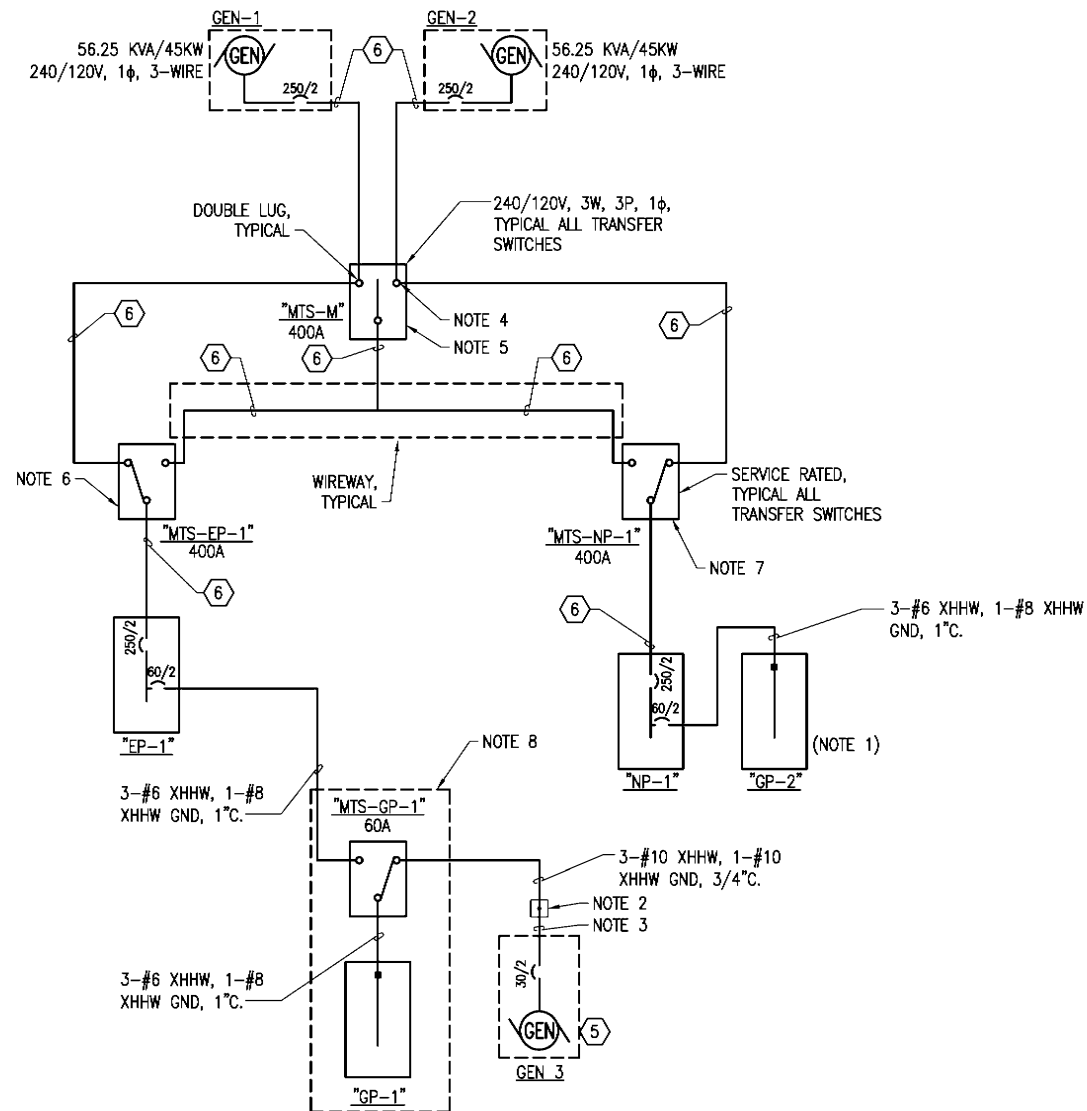 GEN-1
GEN-2
56.25 KVA/45KW
240/120V, 1ϕ, 3-WIRE
GEN
250/2
6
GEN
250/2
56.25 KVA/45KW
240/120V, 1ϕ, 3-WIRE
DOUBLE LUG,
TYPICAL
240/120V, 3W, 3P, 1ϕ,
TYPICAL ALL TRANSFER
SWITCHES
"MTS-M"
400A
NOTE 4
NOTE 5
6
6
6
6
6
NOTE 6
WIREWAY,
TYPICAL
SERVICE RATED,
TYPICAL ALL
TRANSFER SWITCHES
"MTS-EP-1"
400A
"MTS-NP-1"
400A
NOTE 7
6
6
3-#6 XHHW, 1-#8 XHHW
GND, 1"C.
250/2
60/2
"EP-1"
250/2
60/2
"NP-1"
"GP-2"
(NOTE 1)
NOTE 8
3-#6 XHHW, 1-#8
XHHW GND, 1"C.
"MTS-GP-1"
60A
3-#10 XHHW, 1-#10
XHHW GND, 3/4"C.
NOTE 2
NOTE 3
3-#6 XHHW, 1-#8
XHHW GND, 1"C.
30/2
GEN
5
GEN 3
"GP-1"